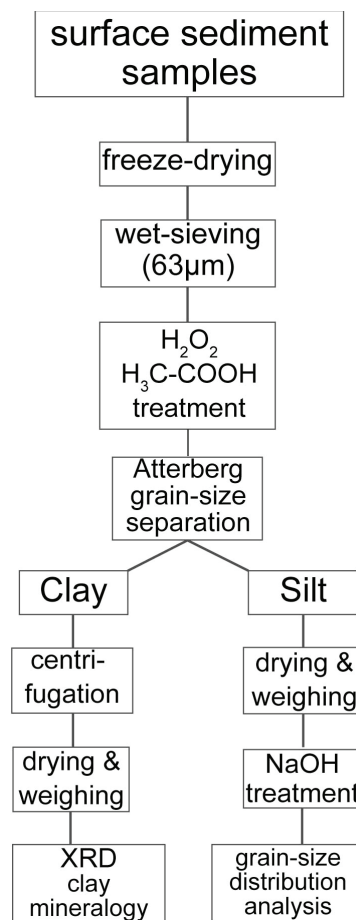 surface sediment
samples
freeze-drying
wet-sieving
(63µm)
H₂O₂
H₃C-COOH
treatment
Atterberg
grain-size
separation
Clay
Silt
centri-
fugation
drying &
weighing
drying &
weighing
NaOH
treatment
XRD
clay
mineralogy
grain-size
distribution
analysis